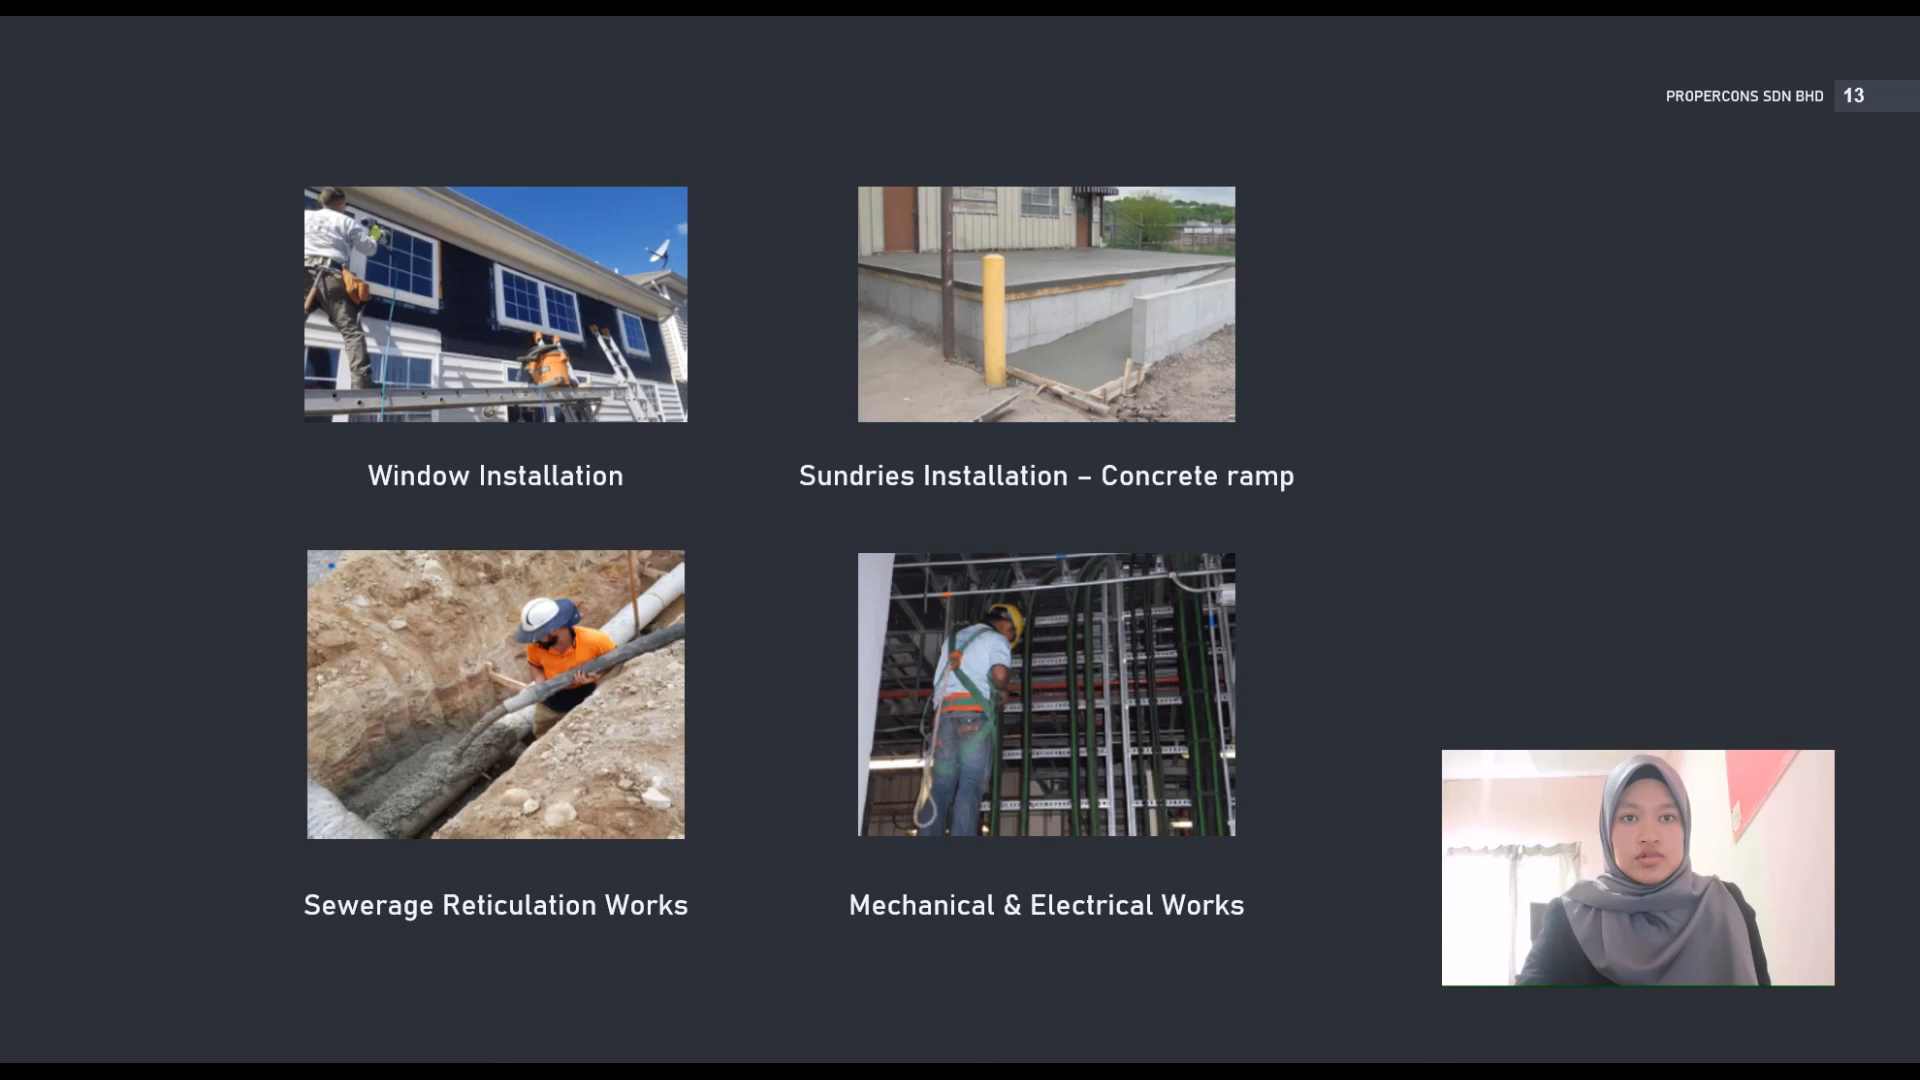 PROPERCONS SDN BHD 13
Window Installation
Sundries Installation – Concrete ramp
Sewerage Reticulation Works
Mechanical & Electrical Works